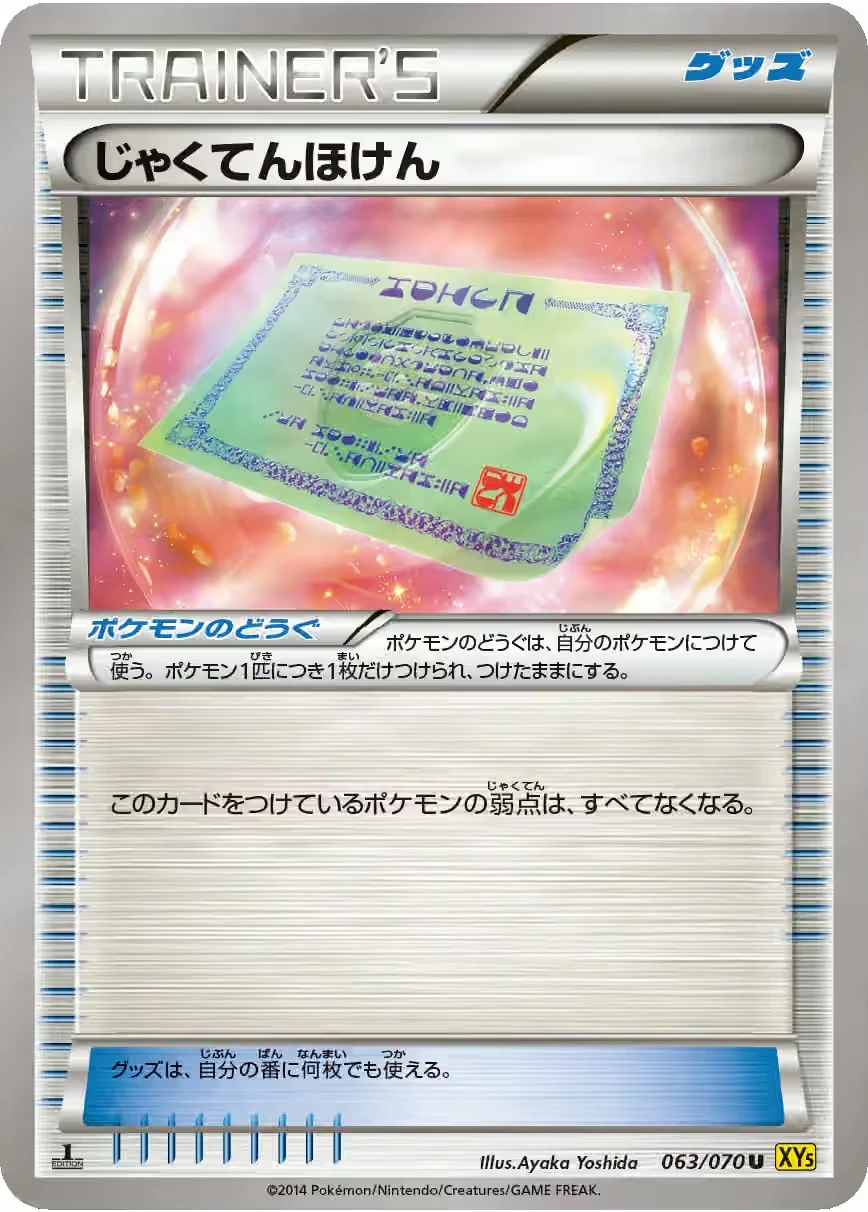 TRAINER'S
グッズ
じゃくてんほけん
ポケモンのどうぐ
ポケモンのどうぐは、自分のポケモンにつけて
使う。ポケモン1匹につき1枚だけつけられ、つけたままにする。
このカードをつけているポケモンの弱点は、すべてなくなる。
グッズは、自分の番に何枚でも使える。
1 EDITION
Illus.Ayaka Yoshida 063/070 U XY5
©2014 Pokémon/Nintendo/Creatures/GAME FREAK.